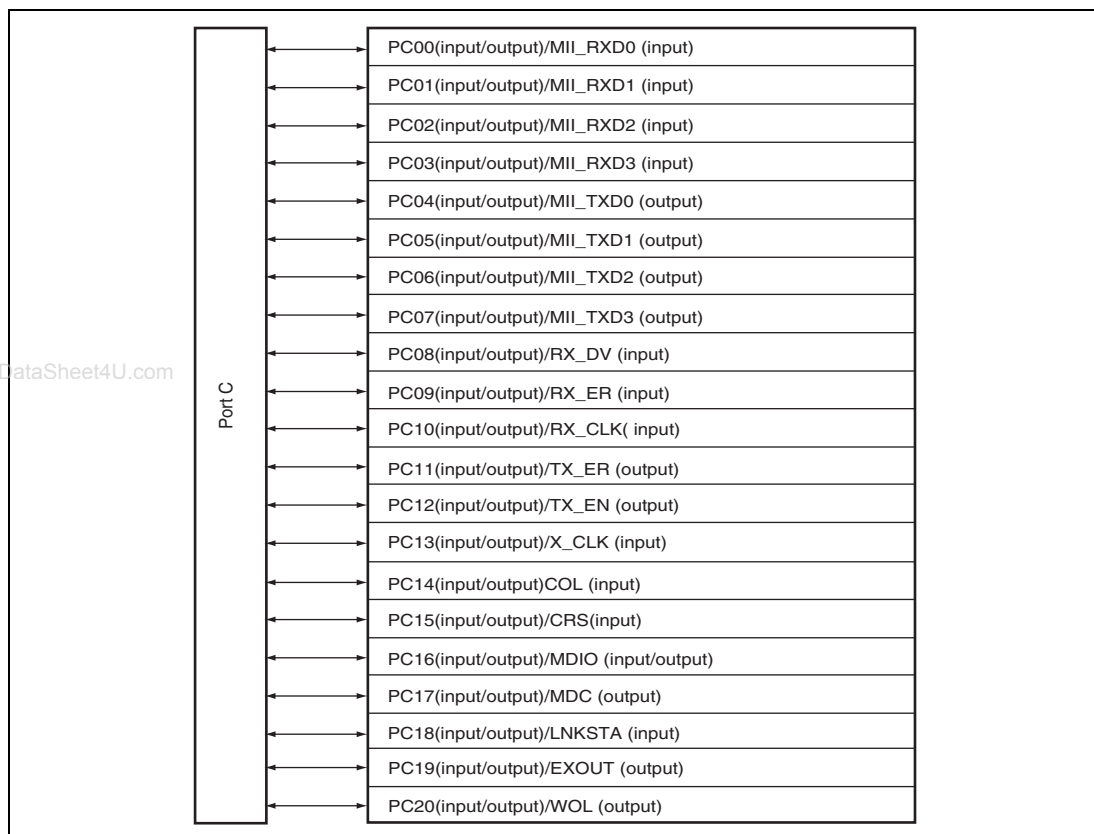 PC00(input/output)/MII_RXD0 (input)
PC01(input/output)/MII_RXD1 (input)
PC02(input/output)/MII_RXD2 (input)
PC03(input/output)/MII_RXD3 (input)
PC04(input/output)/MII_TXD0 (output)
PC05(input/output)/MII_TXD1 (output)
PC06(input/output)/MII_TXD2 (output)
PC07(input/output)/MII_TXD3 (output)
DataSheet4U.com
PC08(input/output)/RX_DV (input)
Port C
PC09(input/output)/RX_ER (input)
PC10(input/output)/RX_CLK( input)
PC11(input/output)/TX_ER (output)
PC12(input/output)/TX_EN (output)
PC13(input/output)/X_CLK (input)
PC14(input/output)COL (input)
PC15(input/output)/CRS(input)
PC16(input/output)/MDIO (input/output)
PC17(input/output)/MDC (output)
PC18(input/output)/LNKSTA (input)
PC19(input/output)/EXOUT (output)
PC20(input/output)/WOL (output)